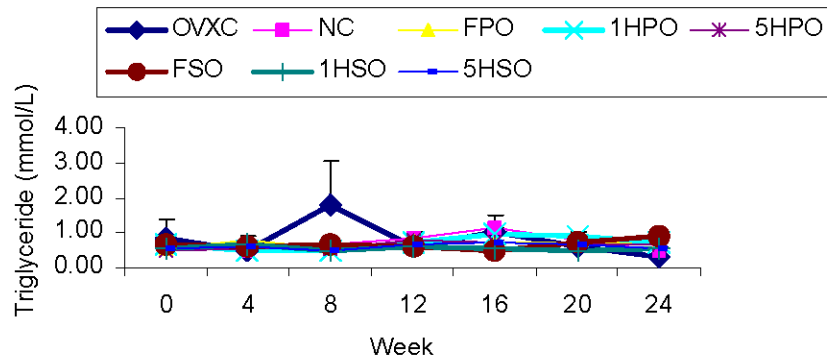 OVXC NC FPO 1HPO 5HPO
FSO 1HSO 5HSO
Triglyceride (mmol/L)
4.00
3.00
2.00
1.00
0.00
0 4 8 12 16 20 24
Week